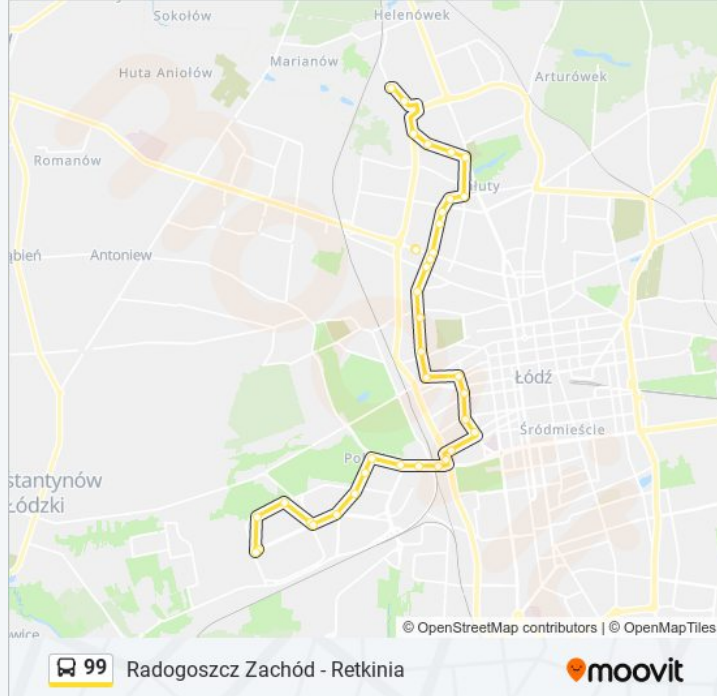 Sokołów
Helenówek
Marianów
Huta Aniołów
Arturówek
Romanów
Antoniew
Łódź
Śródmieście
Konstantynów
Łódzki
© OpenStreetMap contributors | © OpenMapTiles
99 Radogoszcz Zachód - Retkinia
moovit